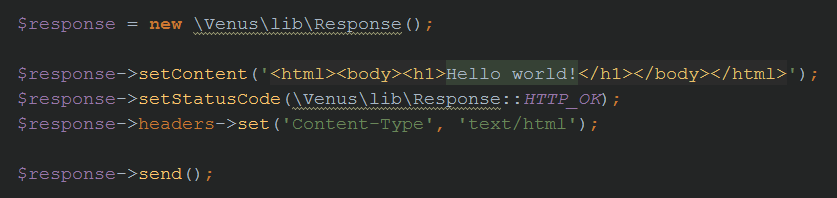 $response = new \Venus\lib\Response();
$response->setContent('<html><body><h1>Hello world!</h1></body></html>');
$response->setStatusCode(\Venus\lib\Response::HTTP_OK);
$response->headers->set('Content-Type', 'text/html');
$response->send();